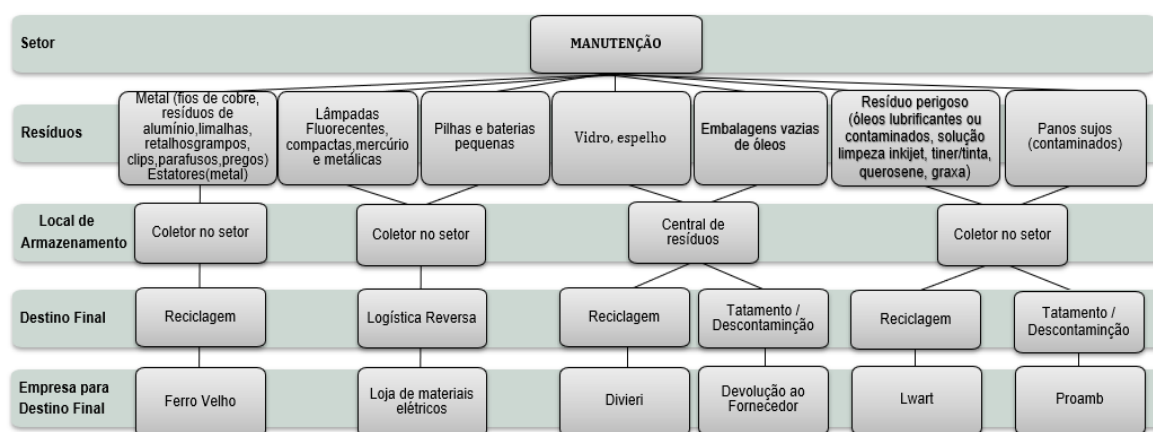 Setor
MANUTENÇÃO
Resíduos
Metal (fios de cobre,
resíduos de
alumínio,limalhas,
retalhosgrampos,
clips,parafusos,pregos)
Estatores(metal)
Lâmpadas
Fluorecentes,
compactas,mercúrio
e metálicas
Pilhas e baterias
pequenas
Vidro, espelho
Embalagens vazias
de óleos
Resíduo perigoso
(óleos lubrificantes ou
contaminados, solução
limpeza inkijet, tiner/tinta,
querosene, graxa)
Panos sujos
(contaminados)
Local de
Armazenamento
Coletor no setor
Coletor no setor
Central de
resíduos
Coletor no setor
Destino Final
Reciclagem
Logística Reversa
Reciclagem
Tatamento /
Descontaminção
Reciclagem
Tatamento /
Descontaminção
Empresa para
Destino Final
Ferro Velho
Loja de materiais
elétricos
Divieri
Devolução ao
Fornecedor
Lwart
Proamb